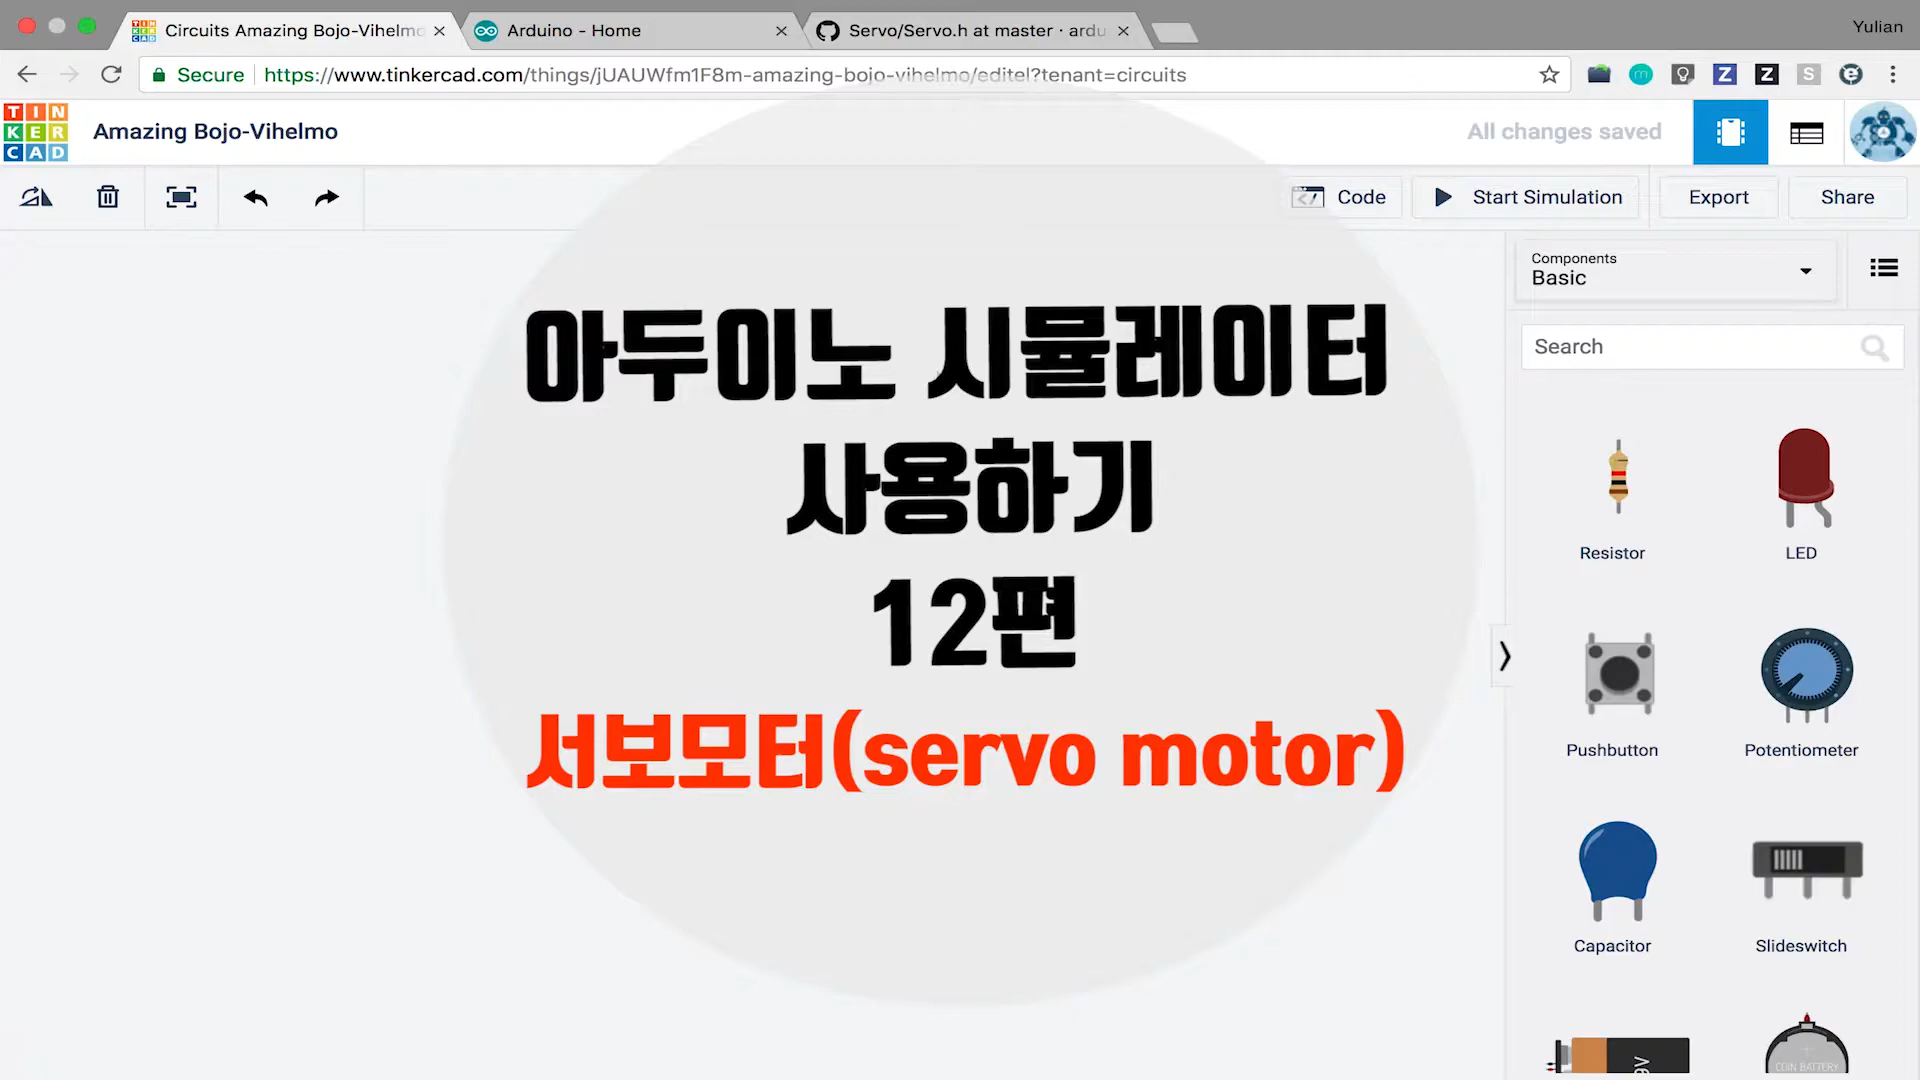 Circuits Amazing Bojo-Vihelmo
Arduino - Home
Servo/Servo.h at master · ardu
Yulian
Secure
https://www.tinkercad.com/things/jUAUWfm1F8m-amazing-bojo-vihelmo/editel?tenant=circuits
TIN
KER
CAD
Amazing Bojo-Vihelmo
All changes saved
Code
Start Simulation
Export
Share
Components
Basic
Search
아두이노 시뮬레이터
사용하기
12편
서보모터(servo motor)
Resistor
LED
Pushbutton
Potentiometer
Capacitor
Slideswitch
9V
COIN BATTERY